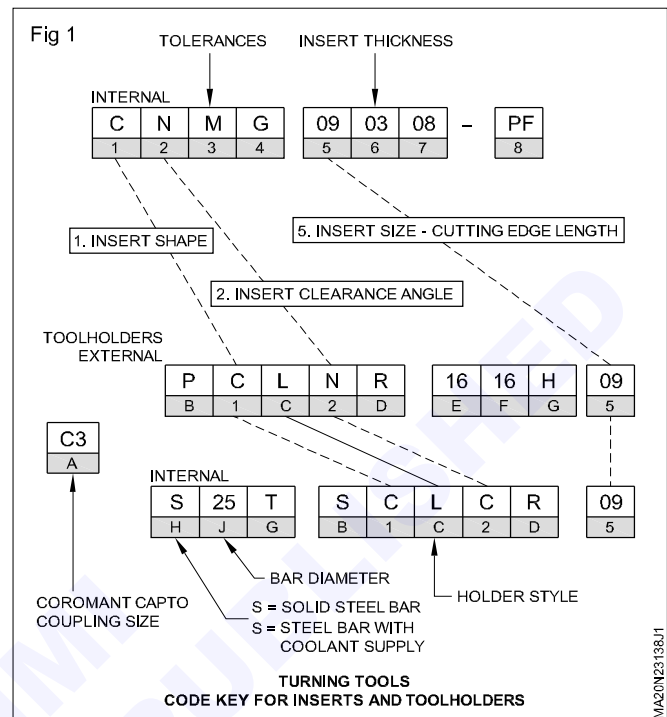 Fig 1
TOLERANCES INSERT THICKNESS
INTERNAL
C N M G 09 03 08 – PF
1 2 3 4 5 6 7 8
1. INSERT SHAPE
5. INSERT SIZE - CUTTING EDGE LENGTH
2. INSERT CLEARANCE ANGLE
TOOLHOLDERS
EXTERNAL
P C L N R 16 16 H 09
B 1 C 2 D E F G 5
C3
A
INTERNAL
S 25 T S C L C R 09
H J G B 1 C 2 D 5
BAR DIAMETER
HOLDER STYLE
COROMANT CAPTO
COUPLING SIZE
S = SOLID STEEL BAR
S = STEEL BAR WITH
COOLANT SUPPLY
TURNING TOOLS
CODE KEY FOR INSERTS AND TOOLHOLDERS
MA20N23138J1